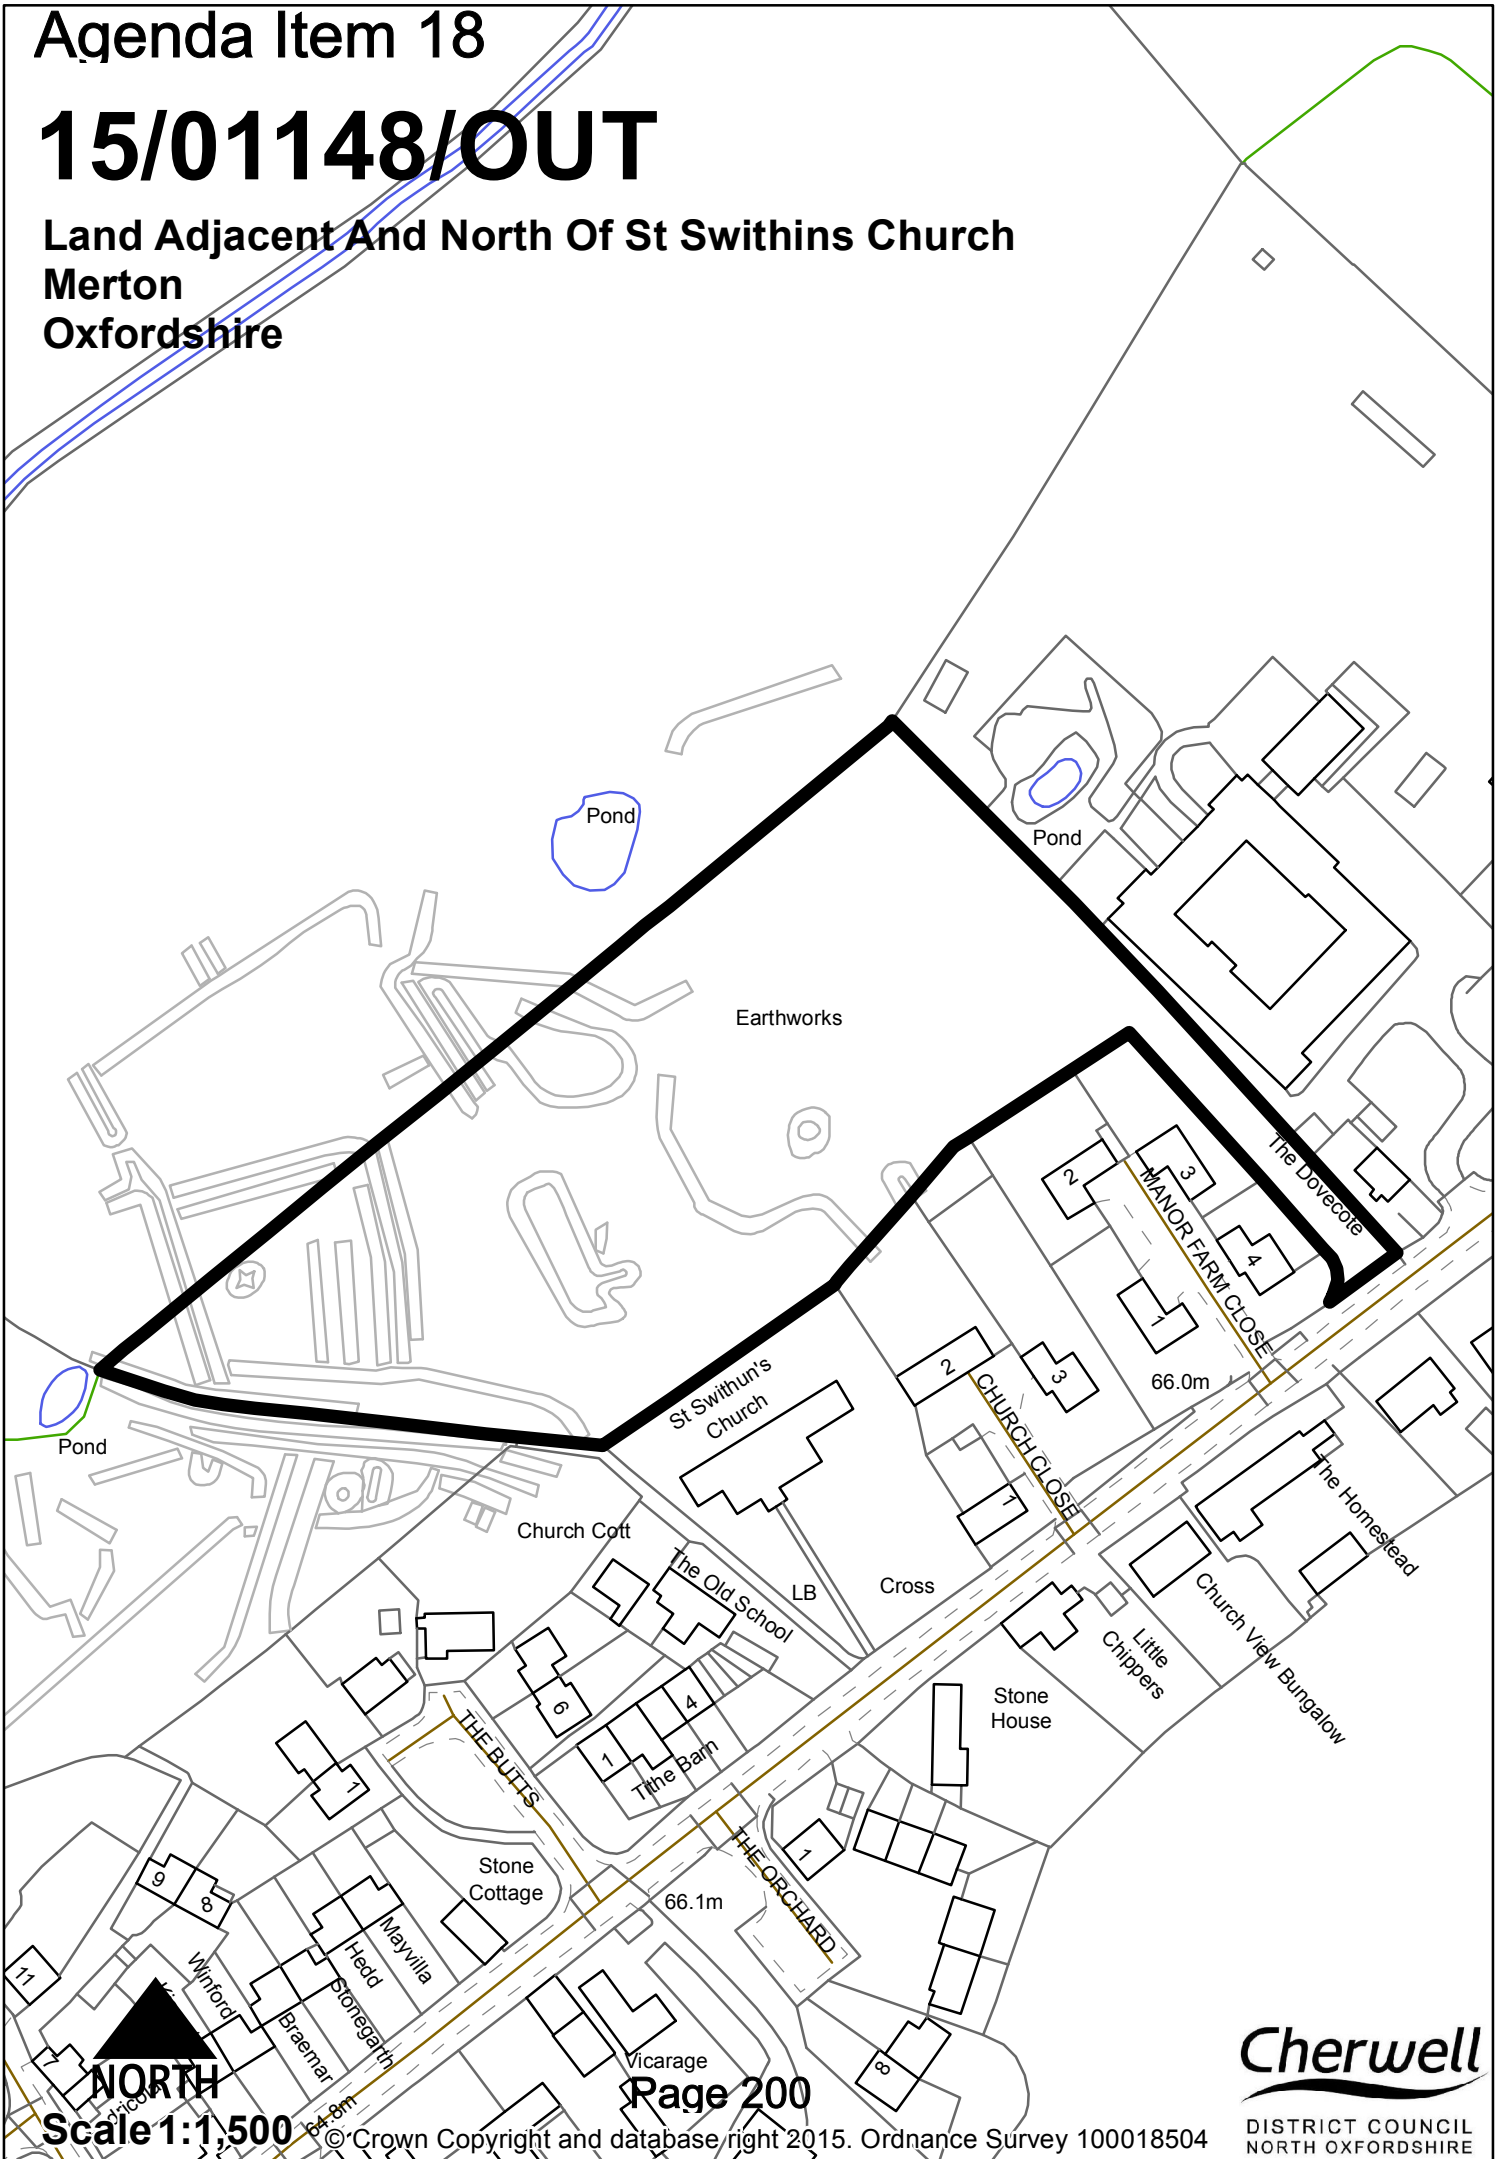 Agenda Item 18
15/01148/OUT
Land Adjacent And North Of St Swithins Church
Merton
Oxfordshire
Pond
Pond
Earthworks
The Dovecote
2
3
MANOR FARM CLOSE
4
1
66.0m
St Swithun's
Church
2
3
CHURCH CLOSE
1
Pond
The Homestead
Church Cott
The Old School
LB
Cross
Church View Bungalow
Little
Chippers
Stone
House
6
4
1
Tithe Barn
THE BUTTS
1
THE ORCHARD
1
Stone
Cottage
66.1m
9
8
Mayvilla
Hedd
Stonegarth
Winford
Braemar
11
7
8
Vicarage
64.8m
NORTH
Scale 1:1,500
Page 200
© Crown Copyright and database right 2015. Ordnance Survey 100018504
Cherwell
DISTRICT COUNCIL
NORTH OXFORDSHIRE